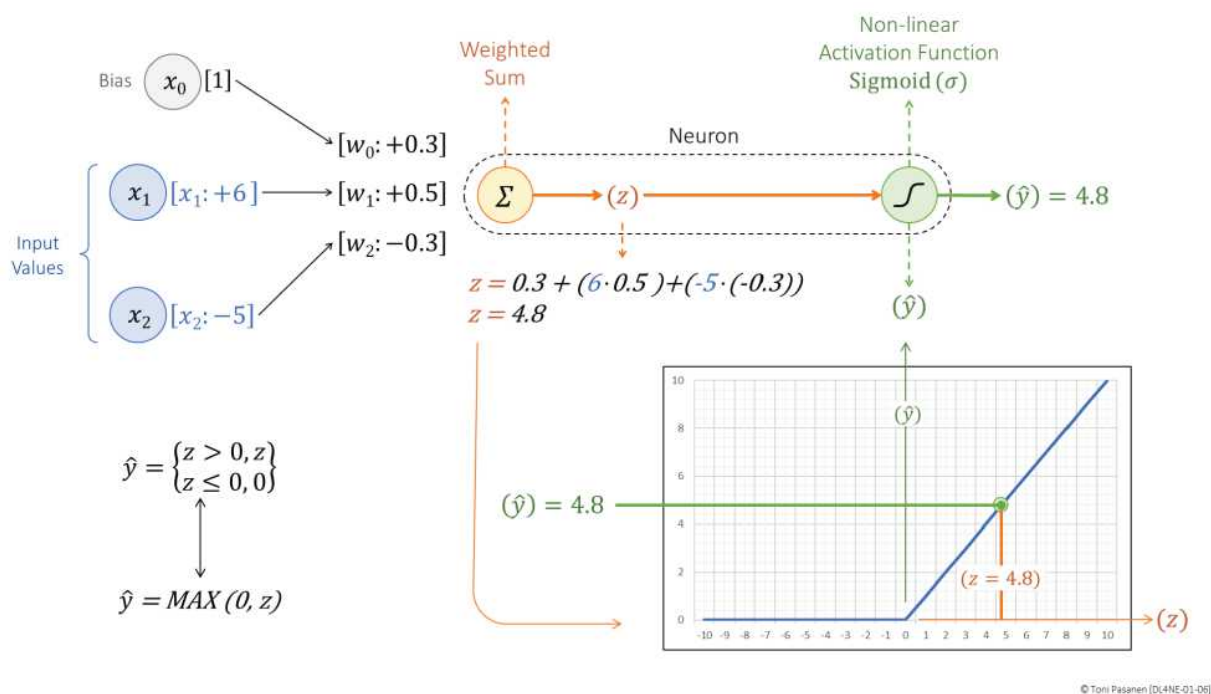 Non-linear
Activation Function
Sigmoid (σ)
Weighted
Sum
Bias x₀ [1]
Neuron
[w₀: +0.3]
x₁ [x₁: +6] [w₁: +0.5] Σ (z) (ŷ) = 4.8
[w₂: −0.3]
Input
Values
z = 0.3 + (6·0.5 )+(-5·(-0.3))
z = 4.8
x₂ [x₂: −5]
(ŷ)
10
(ŷ)
8
6
(ŷ) = 4.8
4
2
(z = 4.8)
0
-10 -9 -8 -7 -6 -5 -4 -3 -2 -1 0 1 2 3 4 5 6 7 8 9 10
(z)
ŷ = {z > 0, z}
{z ≤ 0, 0}
ŷ = MAX (0, z)
© Toni Pasanen [DL4NE-01-06]